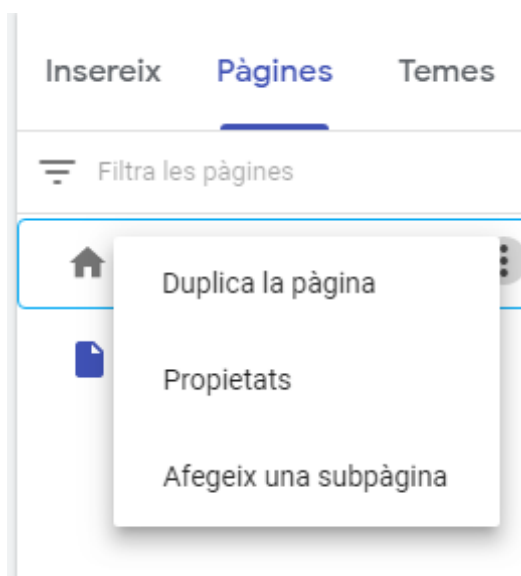 Insereix Pàgines Temes
Filtra les pàgines
Duplica la pàgina
Propietats
Afegeix una subpàgina